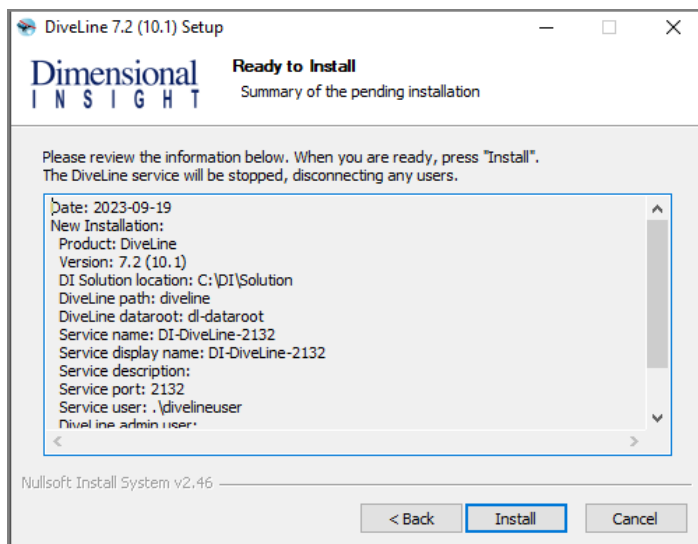 DiveLine 7.2 (10.1) Setup
Dimensional
INSIGHT
Ready to Install
Summary of the pending installation
Please review the information below. When you are ready, press "Install".
The DiveLine service will be stopped, disconnecting any users.
Date: 2023-09-19
New Installation:
Product: DiveLine
Version: 7.2 (10.1)
DI Solution location: C:\DI\Solution
DiveLine path: diveline
DiveLine dataroot: dl-dataroot
Service name: DI-DiveLine-2132
Service display name: DI-DiveLine-2132
Service description:
Service port: 2132
Service user: .\divelineuser
DiveLine admin user:
Nullsoft Install System v2.46
< Back
Install
Cancel